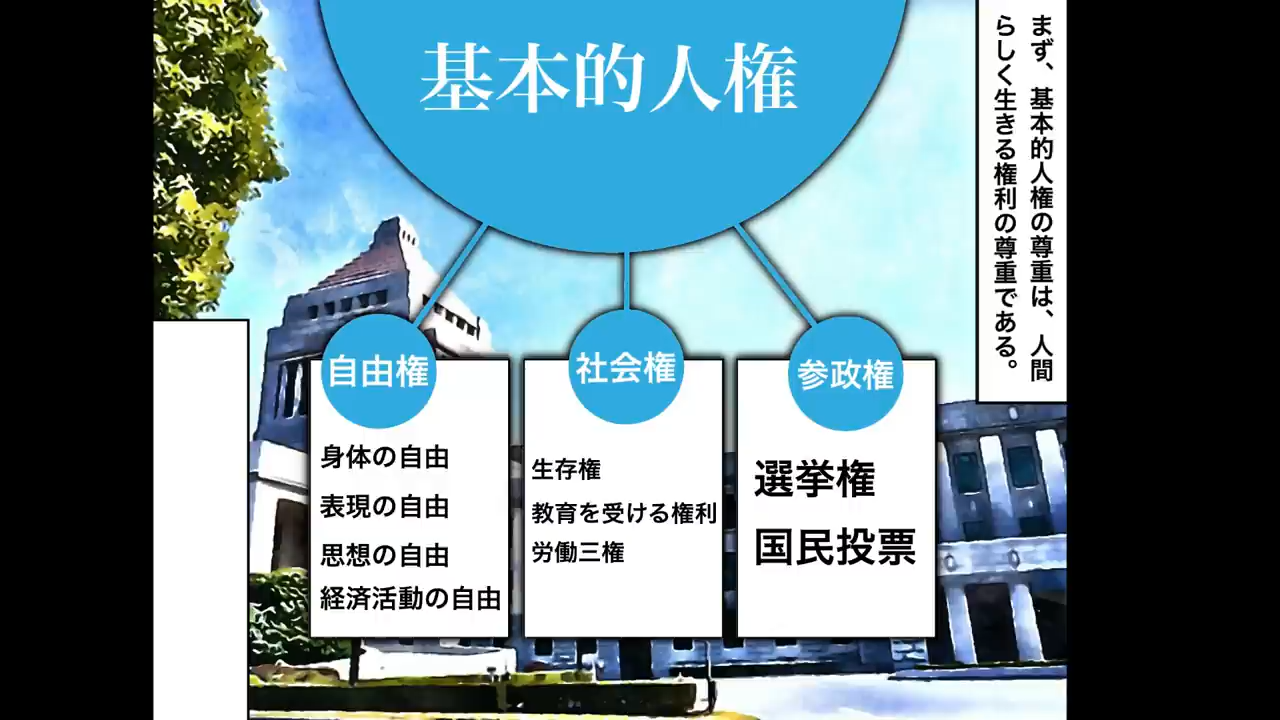 基本的人権
まず、基本的人権の尊重は、人間
らしく生きる権利の尊重である。
自由権
身体の自由
表現の自由
思想の自由
経済活動の自由
社会権
生存権
教育を受ける権利
労働三権
参政権
選挙権
国民投票